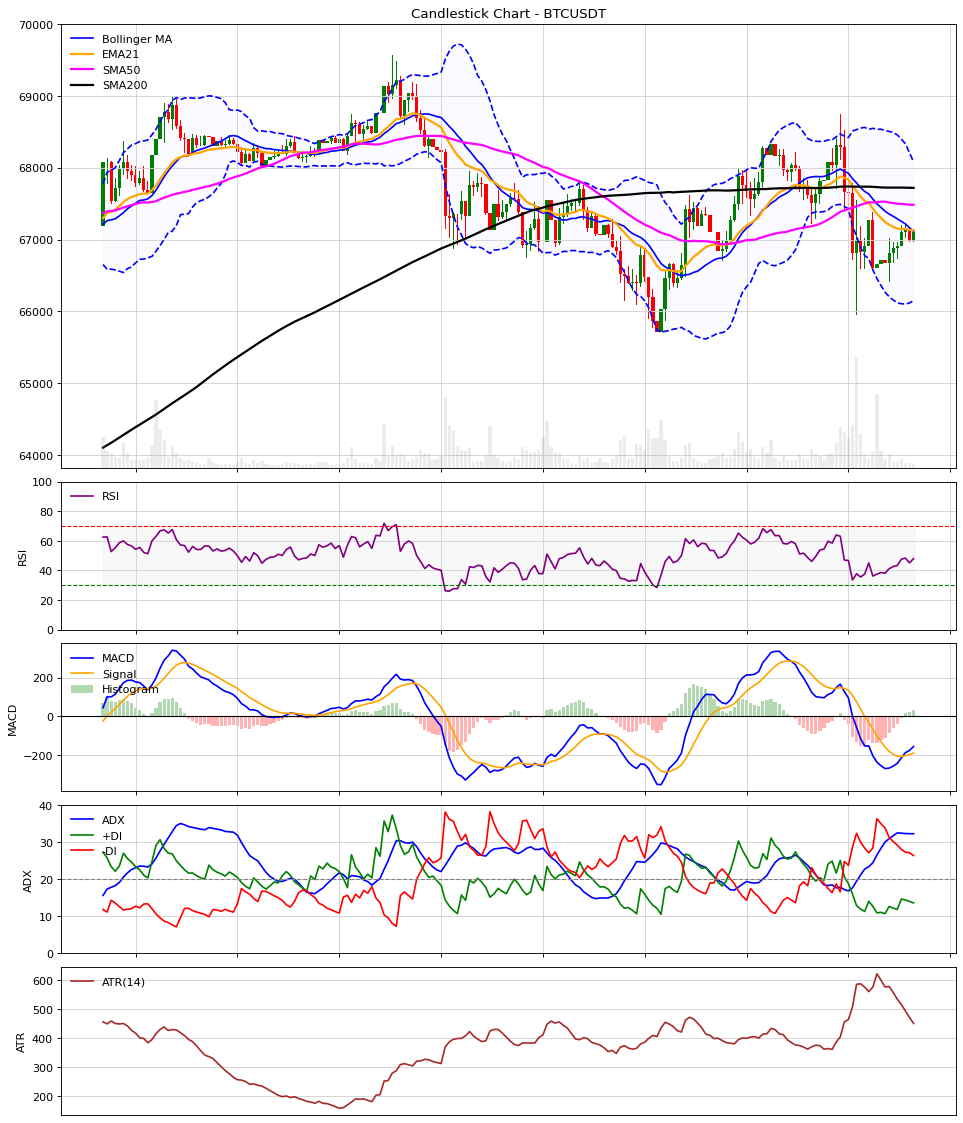 Candlestick Chart - BTCUSDT
70000
69000
68000
67000
66000
65000
64000
Bollinger MA
EMA21
SMA50
SMA200
100
80
60
40
20
0
RSI
RSI
200
0
−200
MACD
MACD
Signal
Histogram
40
30
20
10
0
ADX
ADX
+DI
-DI
600
500
400
300
200
ATR
ATR(14)